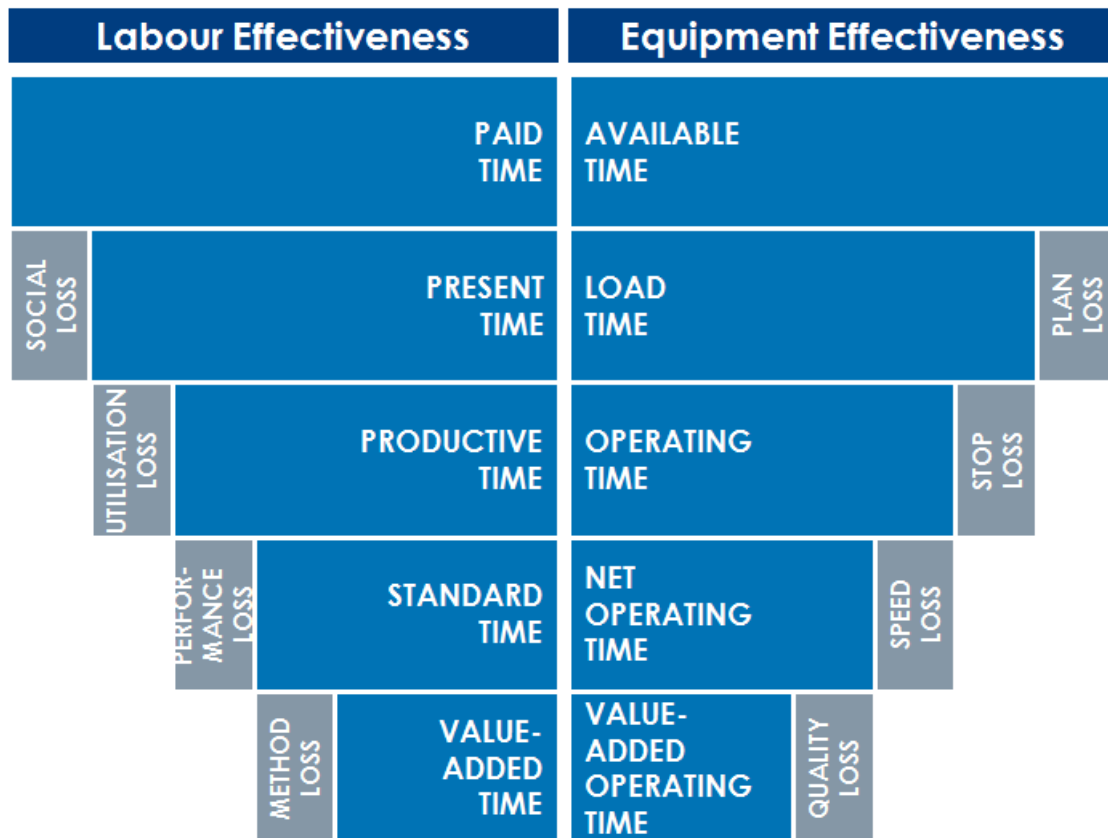 Labour Effectiveness
Equipment Effectiveness
PAID
TIME
AVAILABLE
TIME
SOCIAL
LOSS
PRESENT
TIME
LOAD
TIME
PLAN
LOSS
UTILISATION
LOSS
PRODUCTIVE
TIME
OPERATING
TIME
STOP
LOSS
PERFOR-
MANCE
LOSS
STANDARD
TIME
NET
OPERATING
TIME
SPEED
LOSS
METHOD
LOSS
VALUE-
ADDED
TIME
VALUE-
ADDED
OPERATING
TIME
QUALITY
LOSS